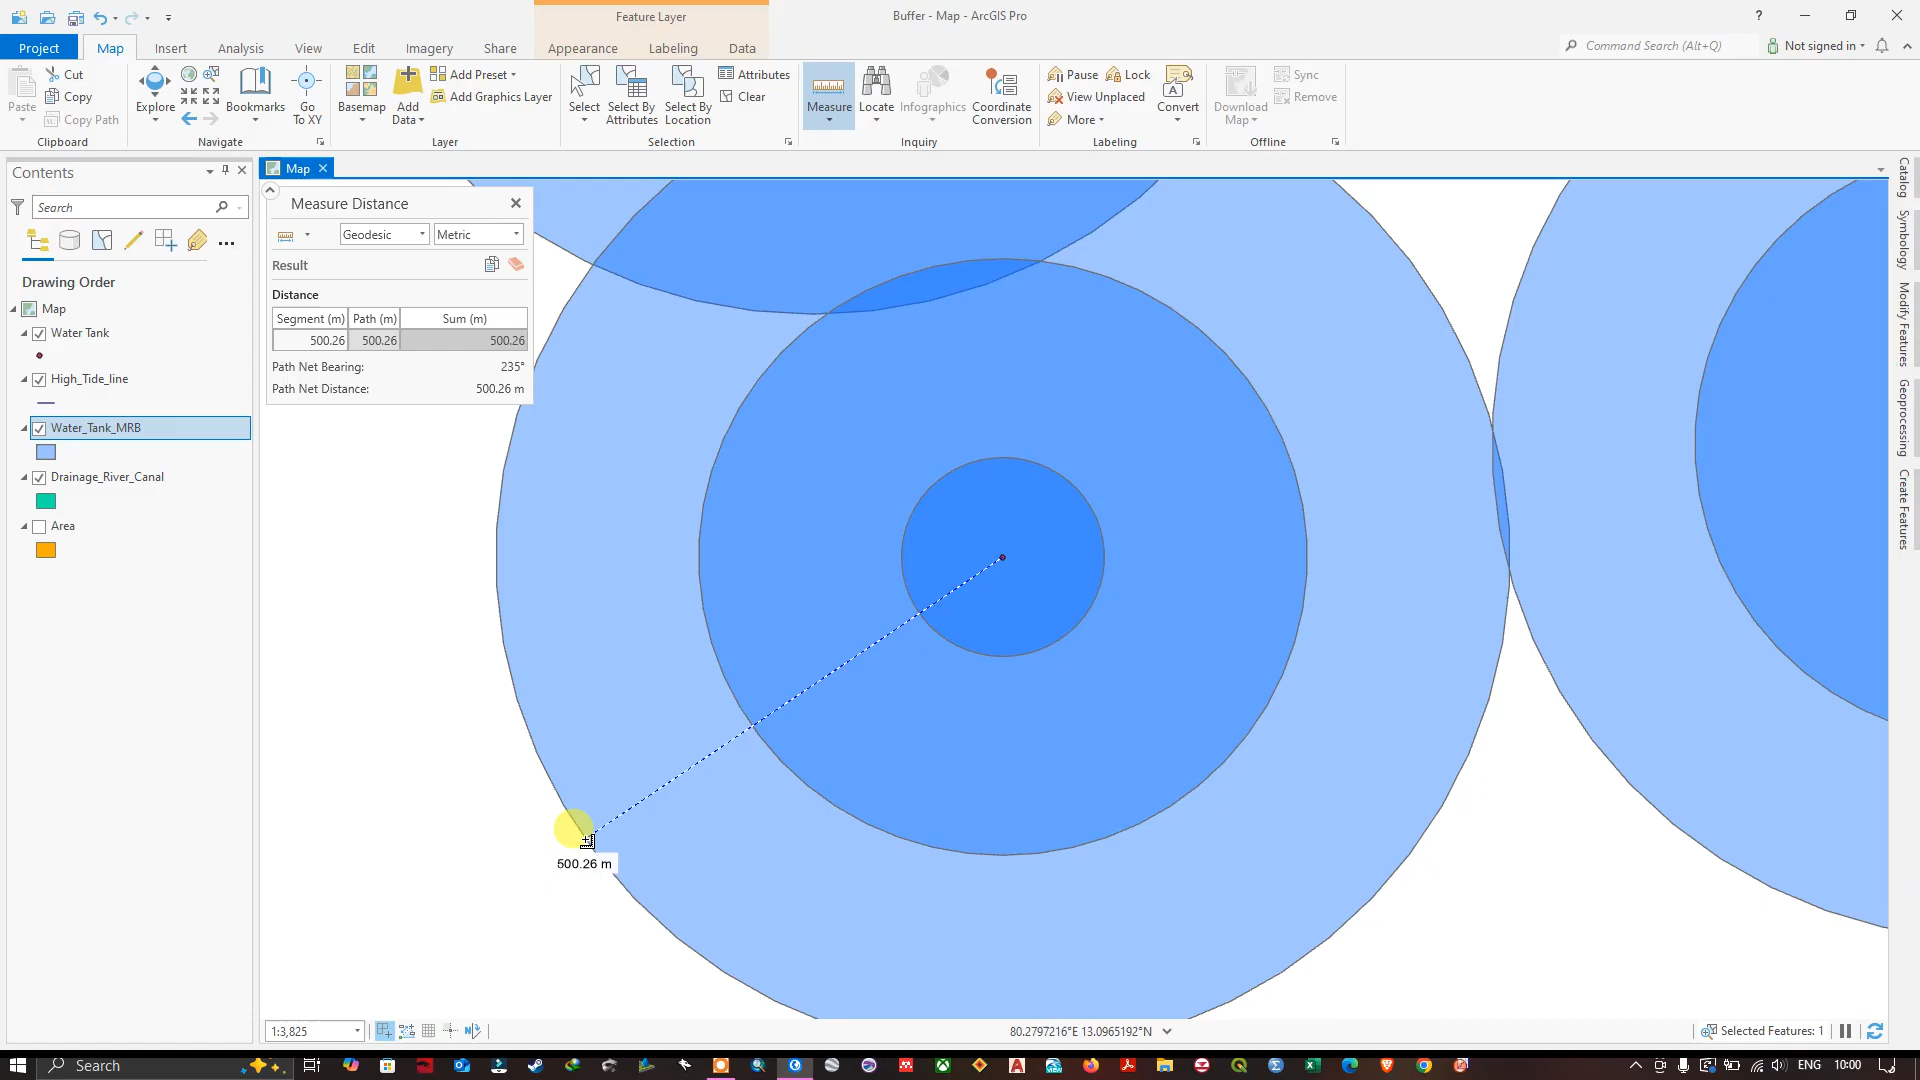 Feature Layer
Buffer - Map - ArcGIS Pro
?
Project
Map
Insert
Analysis
View
Edit
Imagery
Share
Appearance
Labeling
Data
Command Search (Alt+Q)
Not signed in
Paste
Cut
Copy
Copy Path
Clipboard
Explore
Bookmarks
Go
To XY
Navigate
Basemap
Add
Data
Add Preset
Add Graphics Layer
Layer
Select
Select By
Attributes
Select By
Location
Attributes
Clear
Selection
Measure
Locate
Infographics
Coordinate
Conversion
Inquiry
Pause
Lock
View Unplaced
More
Convert
Labeling
Download
Map
Sync
Remove
Offline
Contents
Search
Drawing Order
Map
Water Tank
High_Tide_line
Water_Tank_MRB
Drainage_River_Canal
Area
Map
Measure Distance
Geodesic
Metric
Result
Distance
Segment (m) Path (m) Sum (m)
500.26 500.26 500.26
Path Net Bearing: 235°
Path Net Distance: 500.26 m
500.26 m
Catalog
Symbology
Modify Features
Geoprocessing
Create Features
1:3,825
80.2797216°E 13.0965192°N
Selected Features: 1
Search
ENG
10:00